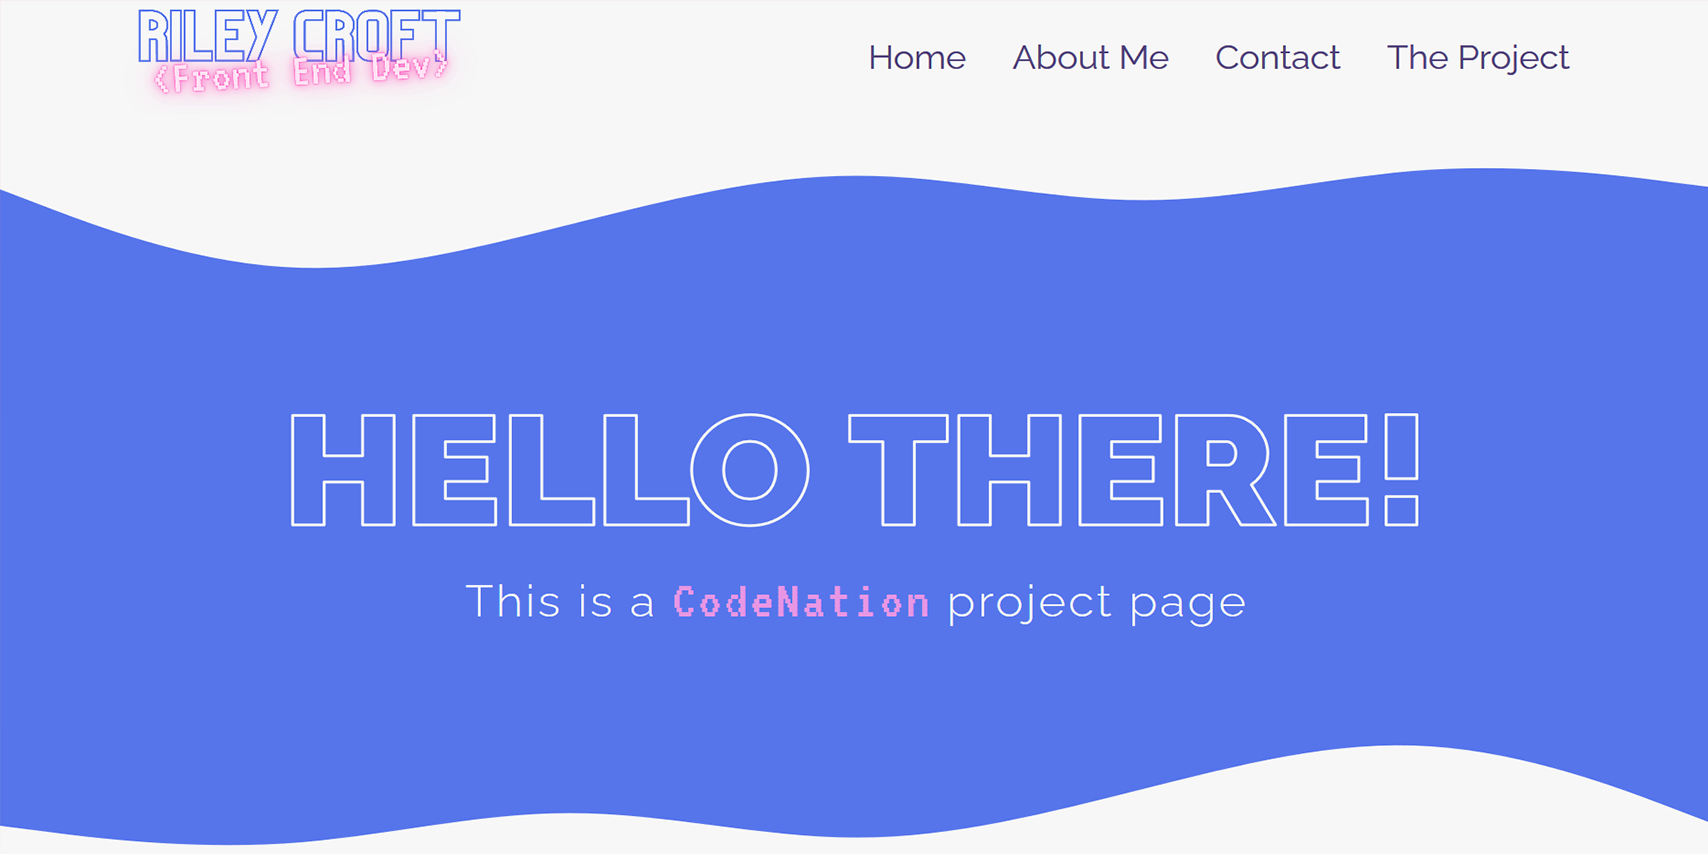 RILEY CROFT
<Front End Dev>
Home About Me Contact The Project
HELLO THERE!
This is a CodeNation project page